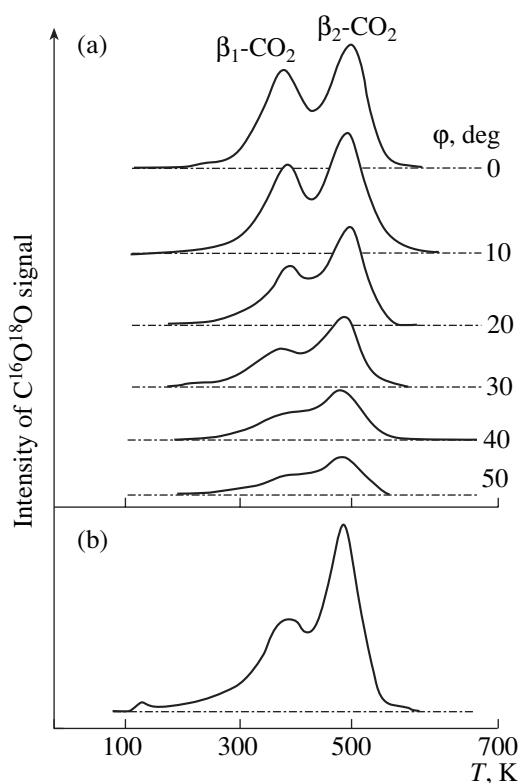 (a)
β₁-CO₂
β₂-CO₂
φ, deg
0
10
20
30
40
50
(b)
100 300 500 700
T, K
Intensity of C¹⁶O¹⁸O signal